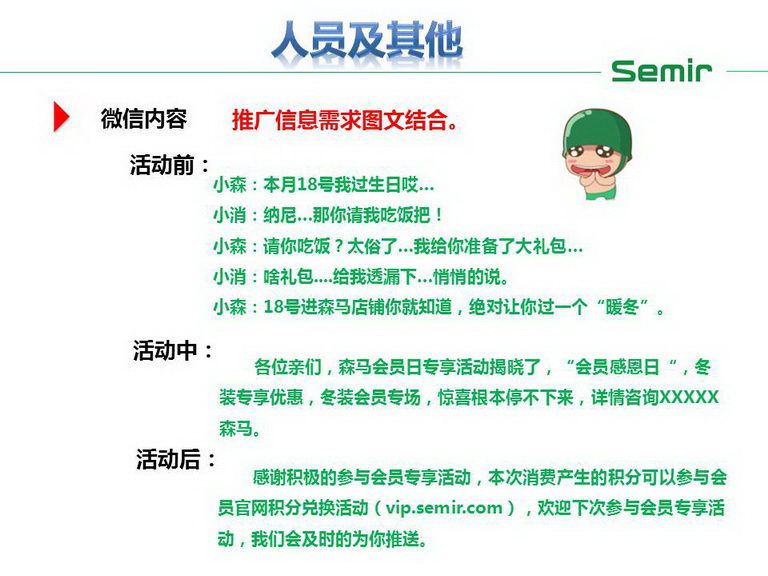 人员及其他
Semir
微信内容 推广信息需求图文结合。
活动前：
小森：本月18号我过生日哎...
小消：纳尼...那你请我吃饭把！
小森：请你吃饭？太俗了...我给你准备了大礼包...
小消：啥礼包....给我透漏下...悄悄的说。
小森：18号进森马店铺你就知道，绝对让你过一个“暖冬”。
活动中：
各位亲们，森马会员日专享活动揭晓了，“会员感恩日“，冬
装专享优惠，冬装会员专场，惊喜根本停不下来，详情咨询XXXXX
森马。
活动后：
感谢积极的参与会员专享活动，本次消费产生的积分可以参与会
员官网积分兑换活动（vip.semir.com），欢迎下次参与会员专享活
动，我们会及时的为你推送。